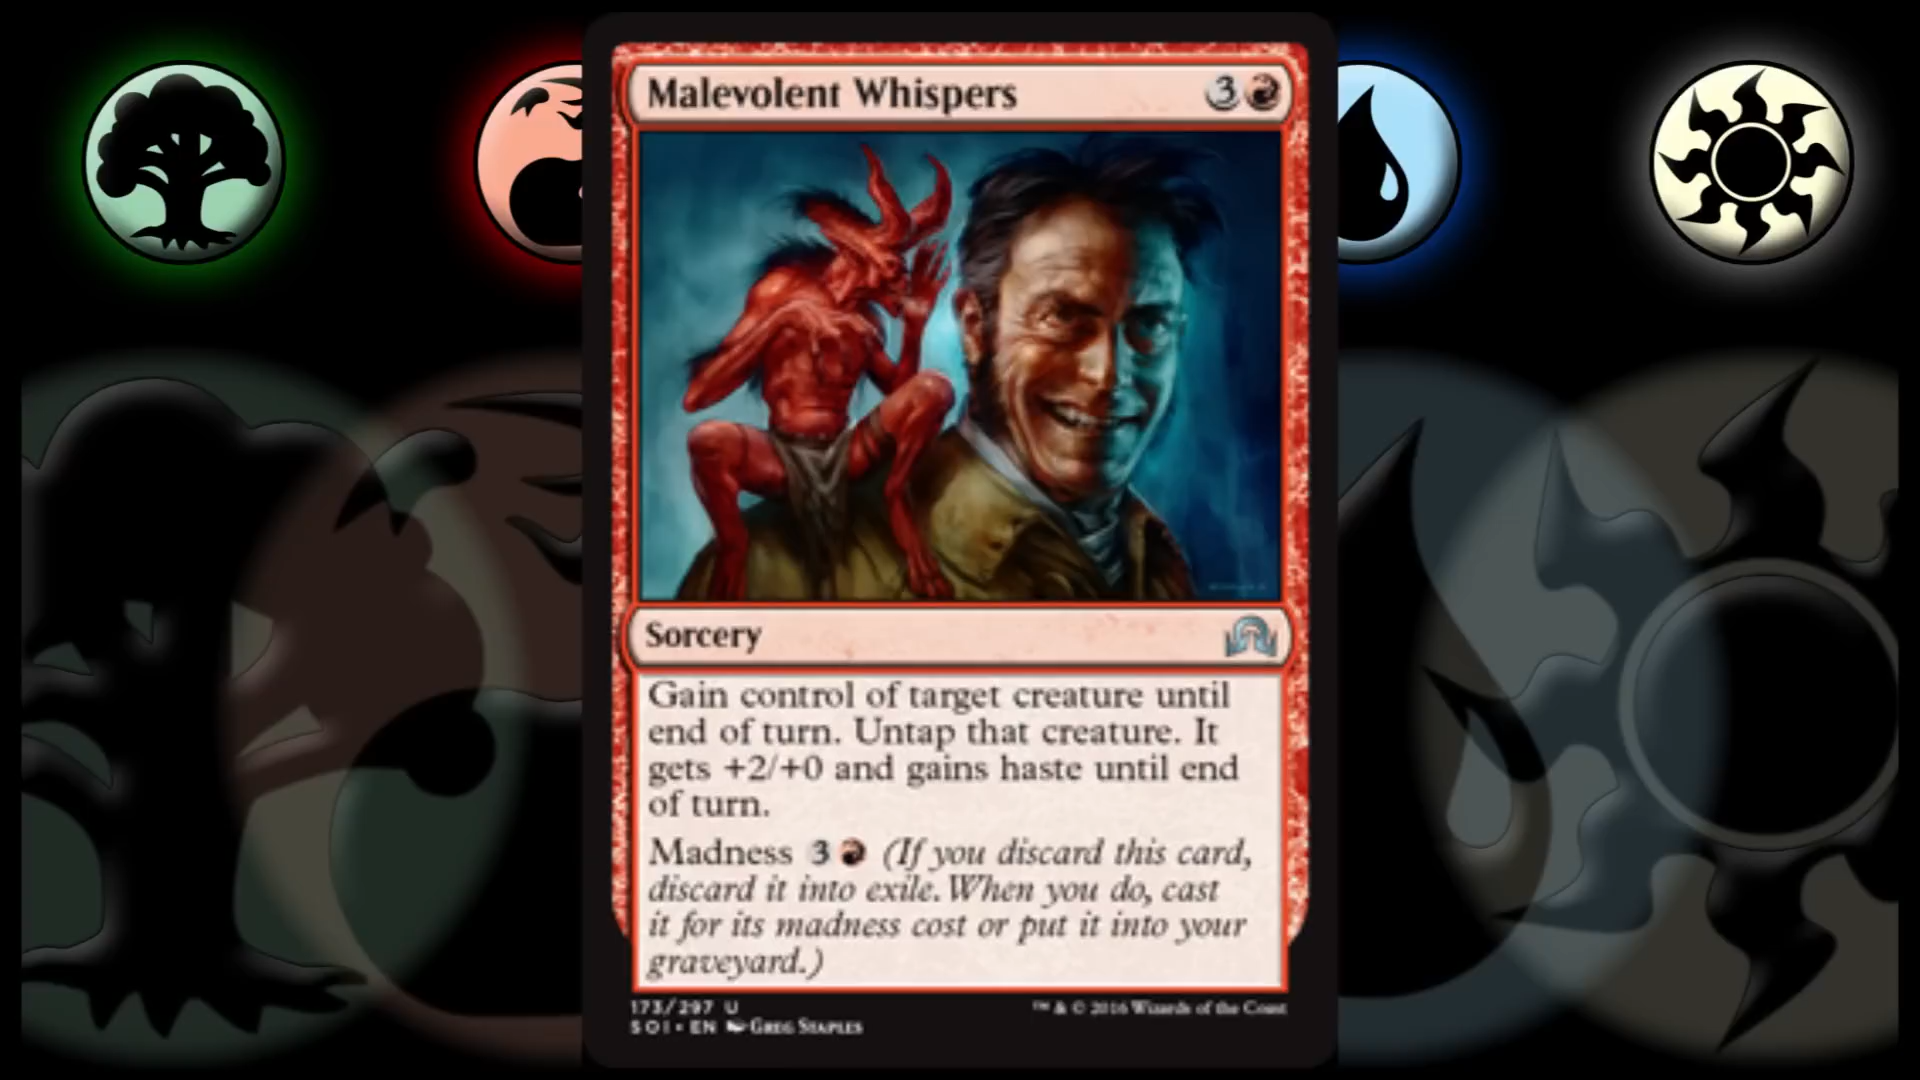 Malevolent Whispers 3
Sorcery
Gain control of target creature until
end of turn. Untap that creature. It
gets +2/+0 and gains haste until end
of turn.
Madness 3 (If you discard this card,
discard it into exile. When you do, cast
it for its madness cost or put it into your
graveyard.)
173/297 U
™ & © 2016 Wizards of the Coast
SOI • EN Greg Staples